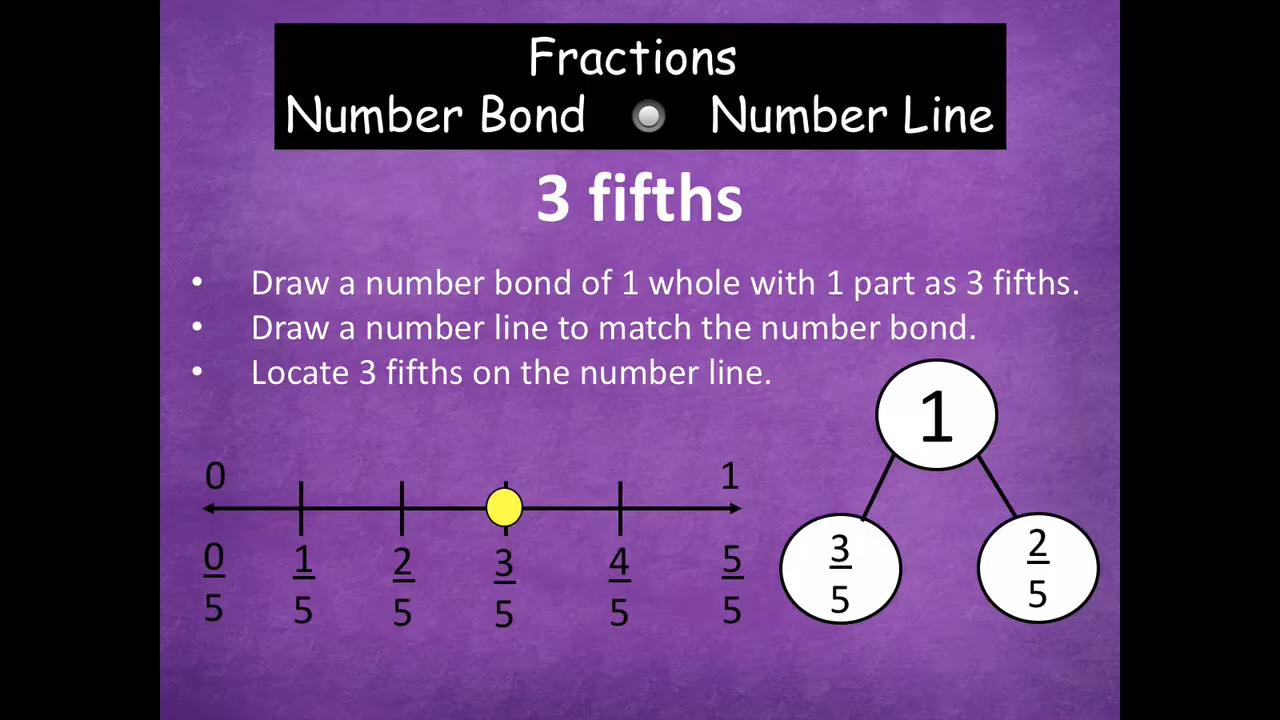 Fractions
Number Bond Number Line
3 fifths
• Draw a number bond of 1 whole with 1 part as 3 fifths.
• Draw a number line to match the number bond.
• Locate 3 fifths on the number line.
0 1
0 1 2 3 4 5
5 5 5 5 5 5
1
3 2
5 5